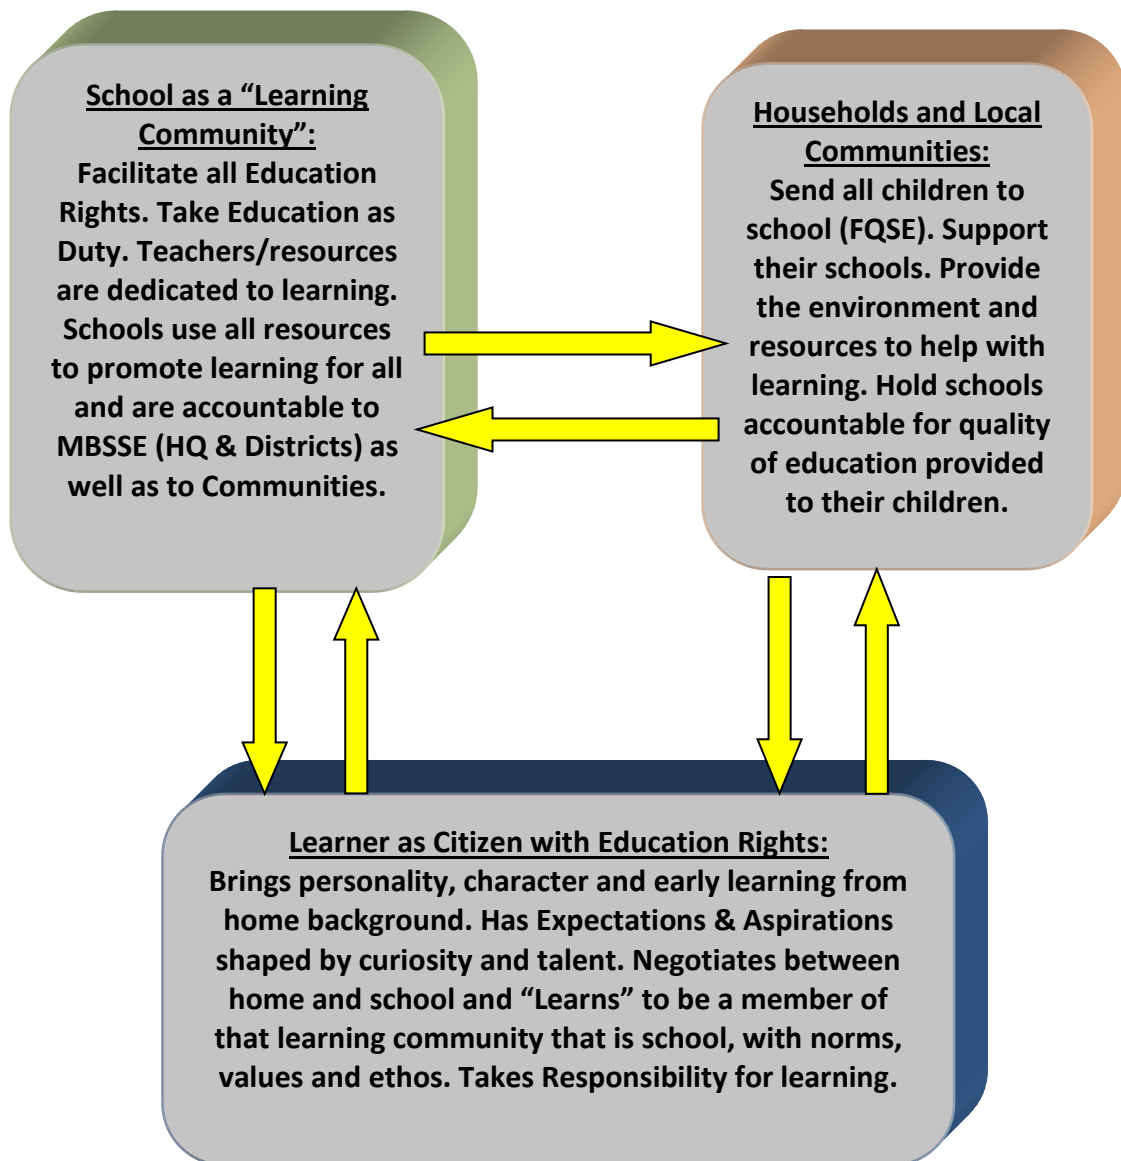 School as a “Learning
Community”:
Facilitate all Education
Rights. Take Education as
Duty. Teachers/resources
are dedicated to learning.
Schools use all resources
to promote learning for all
and are accountable to
MBSSE (HQ & Districts) as
well as to Communities.
Households and Local
Communities:
Send all children to
school (FQSE). Support
their schools. Provide
the environment and
resources to help with
learning. Hold schools
accountable for quality
of education provided
to their children.
Learner as Citizen with Education Rights:
Brings personality, character and early learning from
home background. Has Expectations & Aspirations
shaped by curiosity and talent. Negotiates between
home and school and “Learns” to be a member of
that learning community that is school, with norms,
values and ethos. Takes Responsibility for learning.